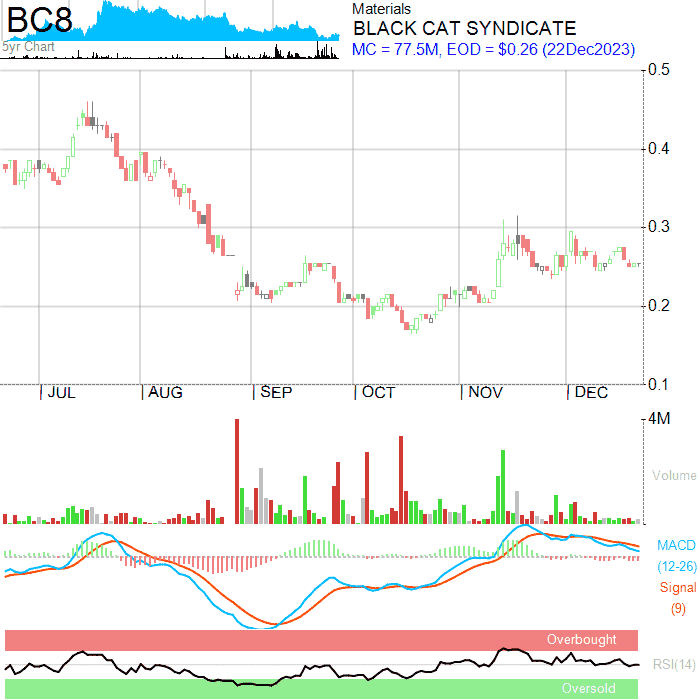 BC8
5yr Chart
Materials
BLACK CAT SYNDICATE
MC = 77.5M, EOD = $0.26 (22Dec2023)
0.5
0.4
0.3
0.2
0.1
JUL AUG SEP OCT NOV DEC
4M
Volume
MACD
(12-26)
Signal
(9)
Overbought
RSI(14)
Oversold